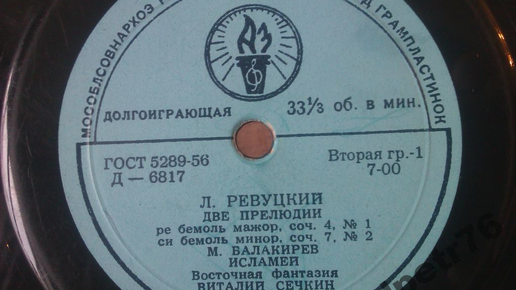 МОСОБЛСОВНАРХОЗ
ГРАМПЛАСТИНОК
АЗ
ДОЛГОИГРАЮЩАЯ 33⅓ об. в мин.
ГОСТ 5289-56 Вторая гр.-1
Д — 6817 7-00
Л. РЕВУЦКИЙ
ДВЕ ПРЕЛЮДИИ
ре бемоль мажор, соч. 4, № 1
си бемоль минор, соч. 7, № 2
М. БАЛАКИРЕВ
ИСЛАМЕЙ
Восточная фантазия
ВИТАЛИЙ СЕЧКИН
petr76